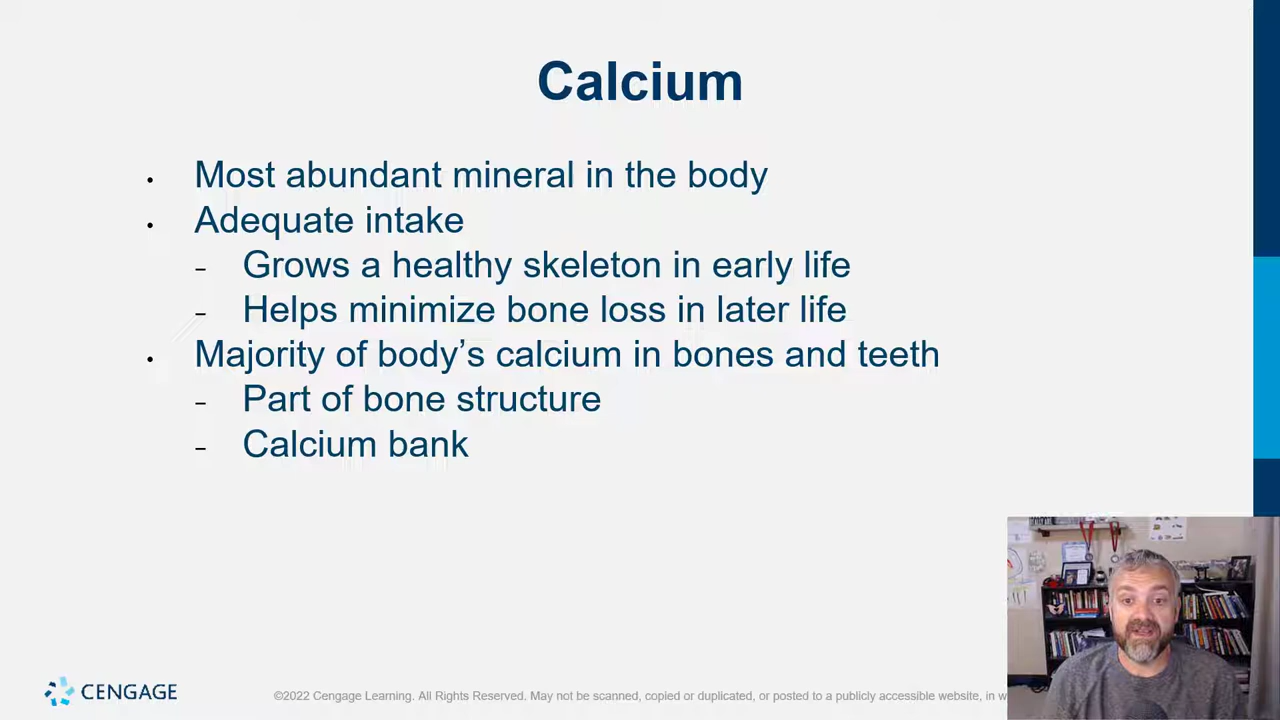 Calcium
• Most abundant mineral in the body
• Adequate intake
– Grows a healthy skeleton in early life
– Helps minimize bone loss in later life
• Majority of body’s calcium in bones and teeth
– Part of bone structure
– Calcium bank
CENGAGE
©2022 Cengage Learning. All Rights Reserved. May not be scanned, copied or duplicated, or posted to a publicly accessible website, in